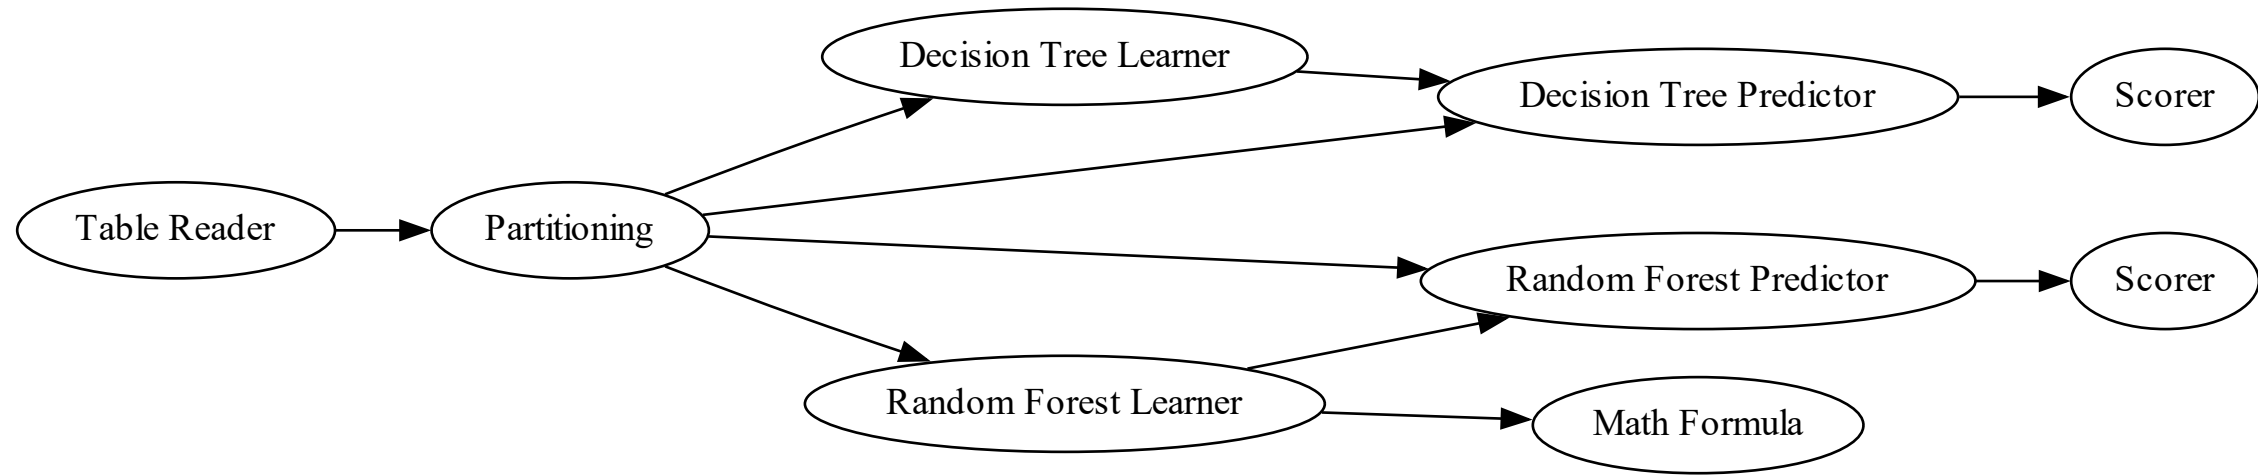 Decision Tree Learner
Decision Tree Predictor
Scorer
Table Reader
Partitioning
Random Forest Predictor
Scorer
Random Forest Learner
Math Formula